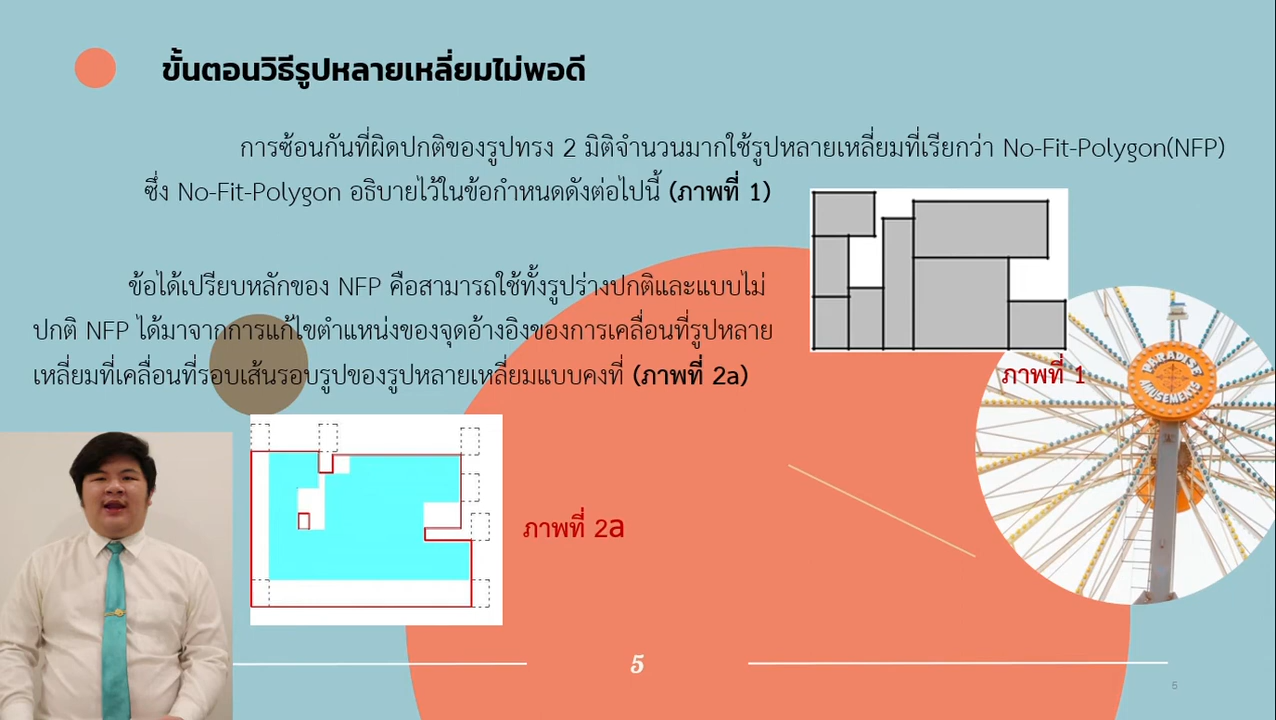 ขั้นตอนวิธีรูปหลายเหลี่ยมไม่พอดี
การซ้อนกันที่ผิดปกติของรูปทรง 2 มิติจำนวนมากใช้รูปหลายเหลี่ยมที่เรียกว่า No-Fit-Polygon(NFP)
ซึ่ง No-Fit-Polygon อธิบายไว้ในข้อกำหนดดังต่อไปนี้ (ภาพที่ 1)
ข้อได้เปรียบหลักของ NFP คือสามารถใช้ทั้งรูปร่างปกติและแบบไม่
ปกติ NFP ได้มาจากการแก้ไขตำแหน่งของจุดอ้างอิงของการเคลื่อนที่รูปหลาย
เหลี่ยมที่เคลื่อนที่รอบเส้นรอบรูปของรูปหลายเหลี่ยมแบบคงที่ (ภาพที่ 2a)
ภาพที่ 1
PARADISE
AMUSEMENTS
ภาพที่ 2a
5
5